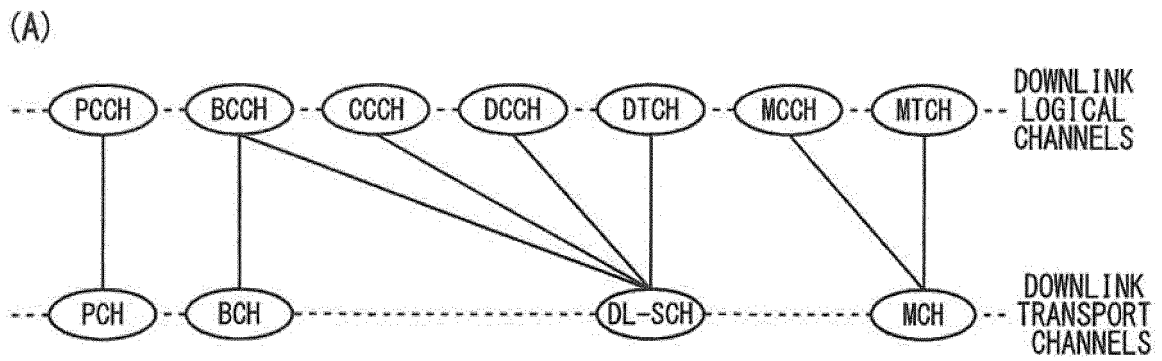 (A)
PCCH BCCH CCCH DCCH DTCH MCCH MTCH
DOWNLINK
LOGICAL
CHANNELS
PCH BCH DL-SCH MCH
DOWNLINK
TRANSPORT
CHANNELS